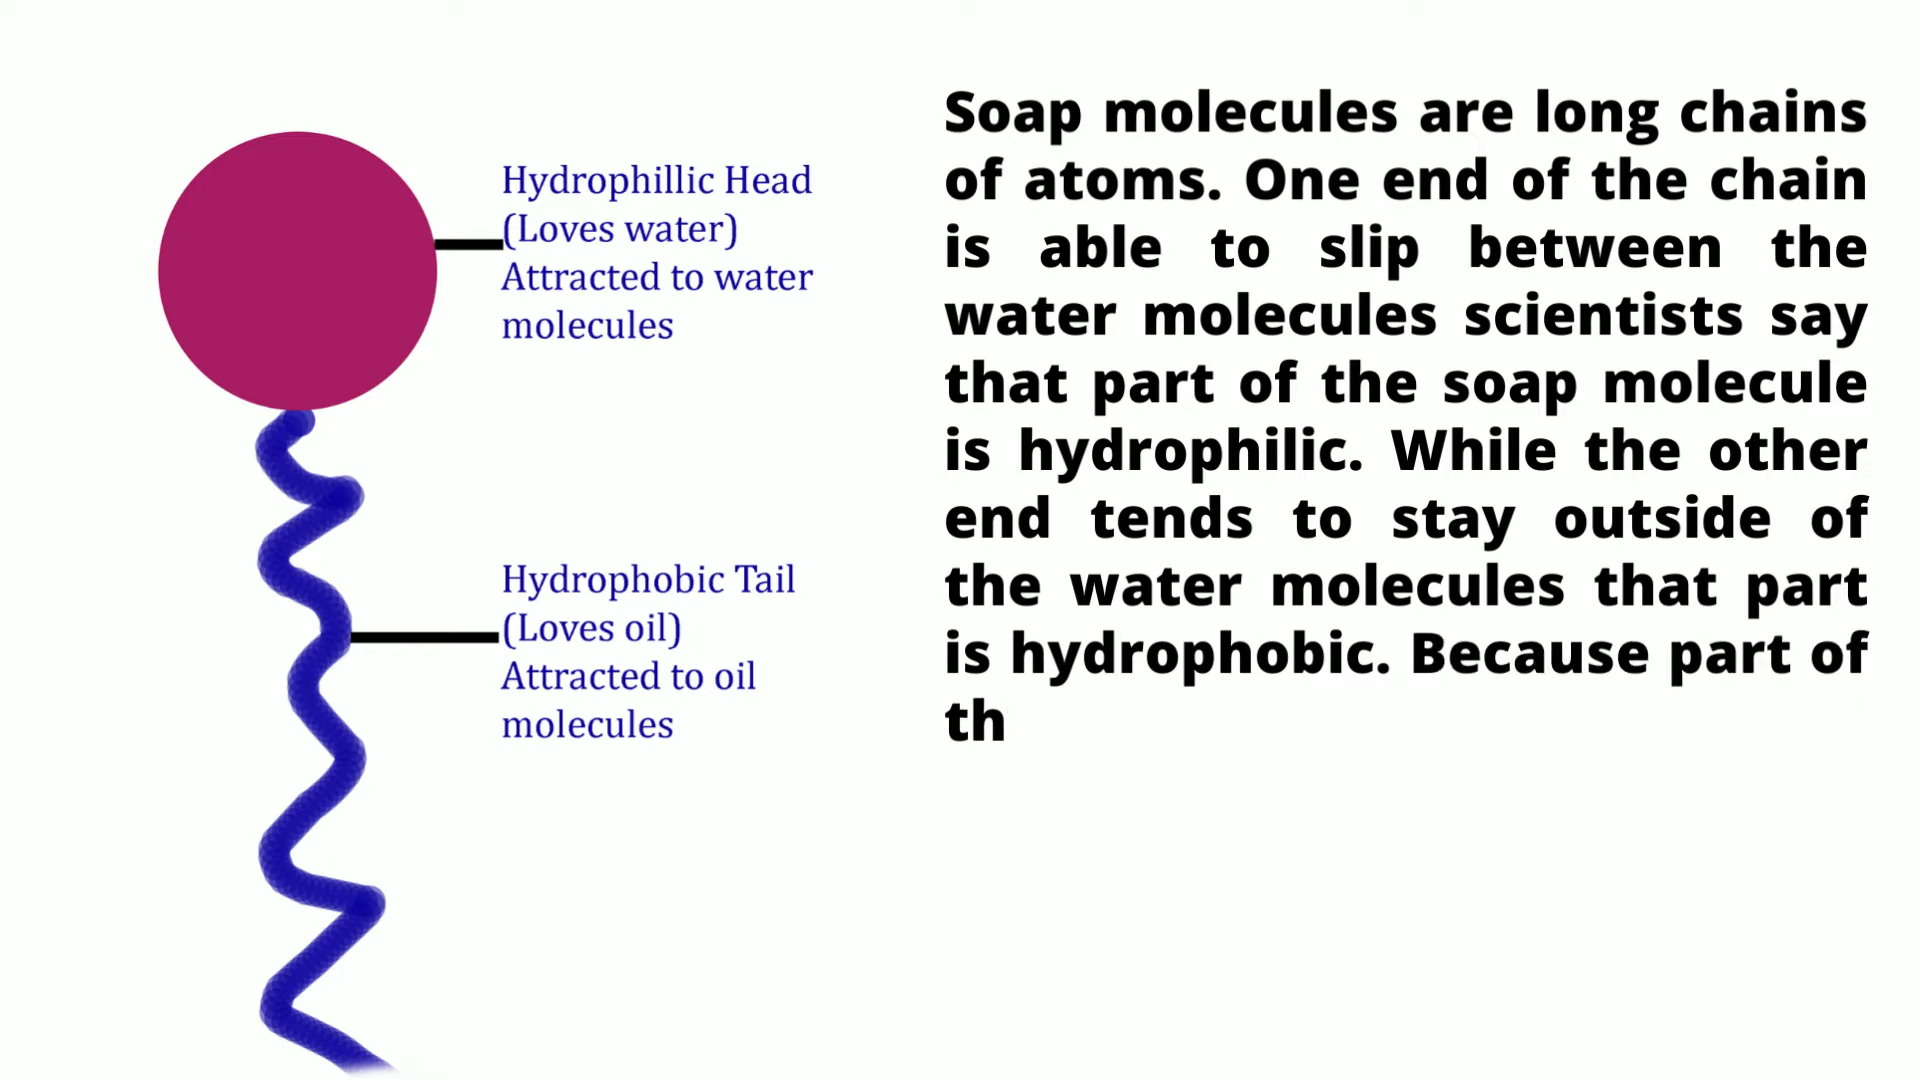 Hydrophillic Head
(Loves water)
Attracted to water
molecules
Hydrophobic Tail
(Loves oil)
Attracted to oil
molecules
Soap molecules are long chains
of atoms. One end of the chain
is able to slip between the
water molecules scientists say
that part of the soap molecule
is hydrophilic. While the other
end tends to stay outside of
the water molecules that part
is hydrophobic. Because part of
th